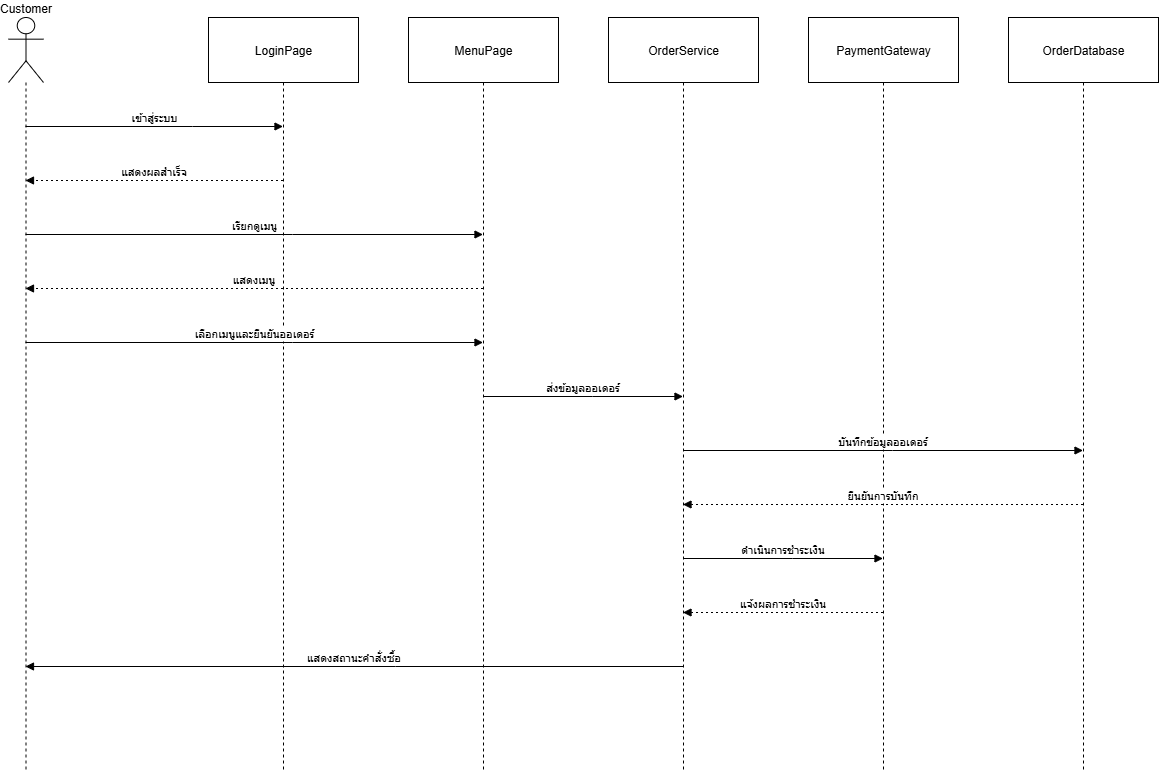 Customer
LoginPage
MenuPage
OrderService
PaymentGateway
OrderDatabase
เข้าสู่ระบบ
แสดงผลสำเร็จ
เรียกดูเมนู
แสดงเมนู
เลือกเมนูและยืนยันออเดอร์
ส่งข้อมูลออเดอร์
บันทึกข้อมูลออเดอร์
ยืนยันการบันทึก
ดำเนินการชำระเงิน
แจ้งผลการชำระเงิน
แสดงสถานะคำสั่งซื้อ